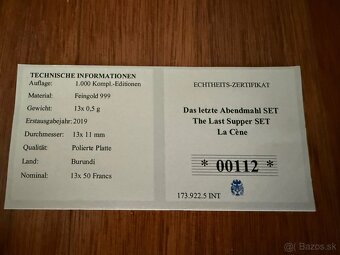 TECHNISCHE INFORMATIONEN
Auflage: 1.000 Kompl.-Editionen
Material: Feingold 999
Gewicht: 13x 0,5 g
Erstausgabejahr: 2019
Durchmesser: 13x 11 mm
Qualität: Polierte Platte
Land: Burundi
Nominal: 13x 50 Francs
ECHTHEITS-ZERTIFIKAT
Das letzte Abendmahl SET
The Last Supper SET
La Cène
* 00112 *
173.922.5 INT
Bazos.sk